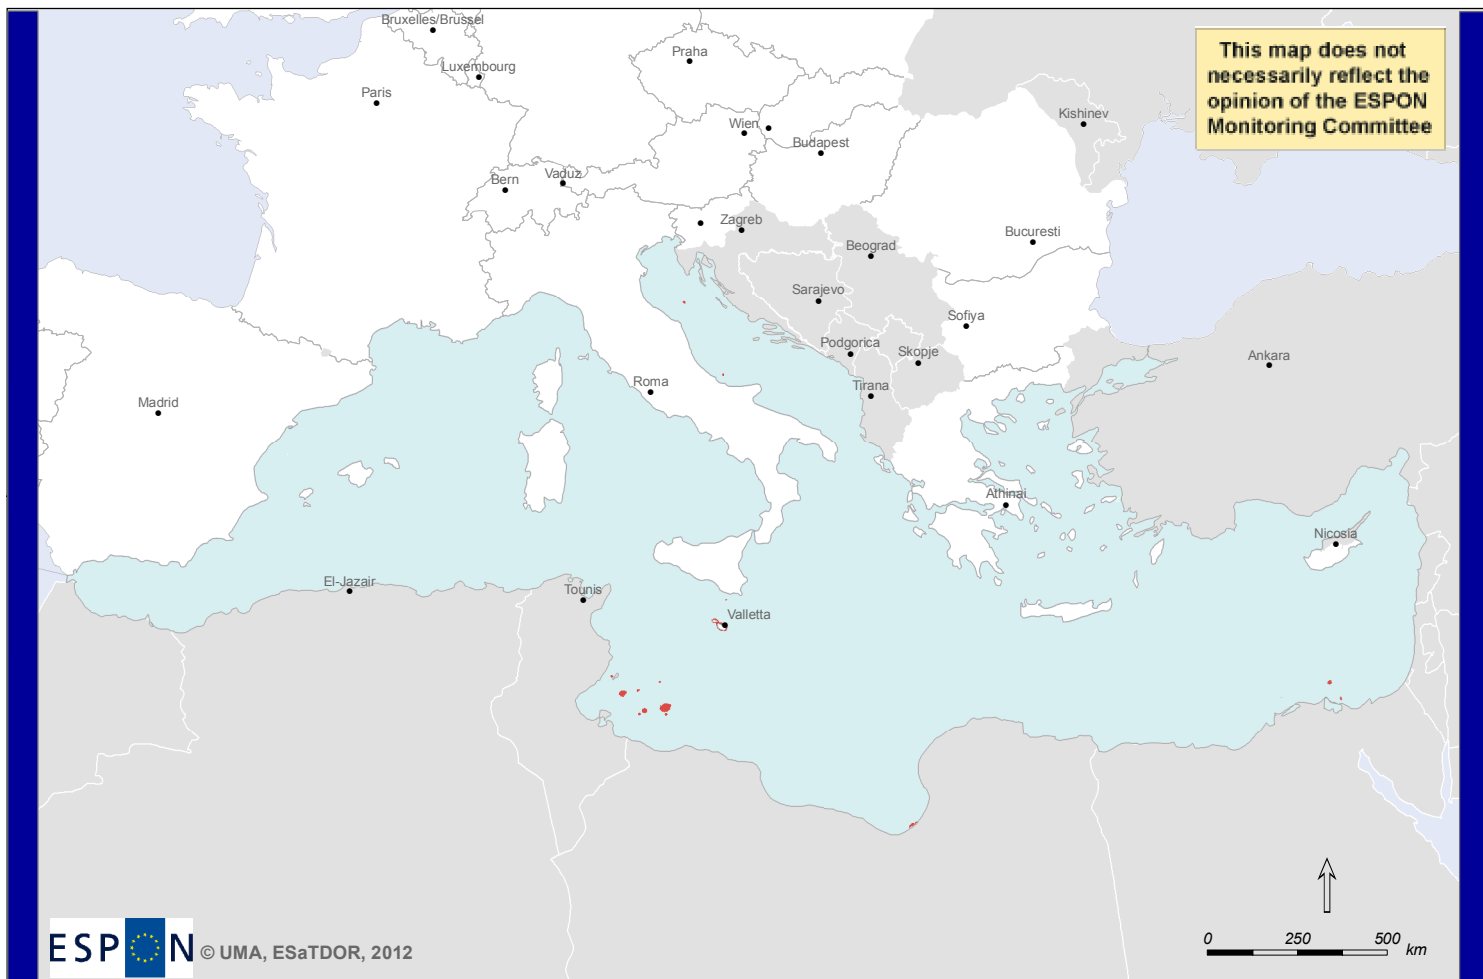 Bruxelles/Brussel
This map does not
necessarily reflect the
opinion of the ESPON
Monitoring Committee
Praha
Luxembourg
Paris
Kishinev
Wien
Budapest
Bern
Vaduz
Zagreb
Bucuresti
Beograd
Sarajevo
Sofiya
Podgorica
Skopje
Ankara
Roma
Tirana
Madrid
Athinai
Nicosia
El-Jazair
Tounis
Valletta
ESPON © UMA, ESaTDOR, 2012
0 250 500 km